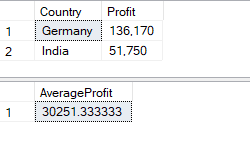 Country Profit
1 Germany 136,170
2 India 51,750
AverageProfit
1 30251.333333